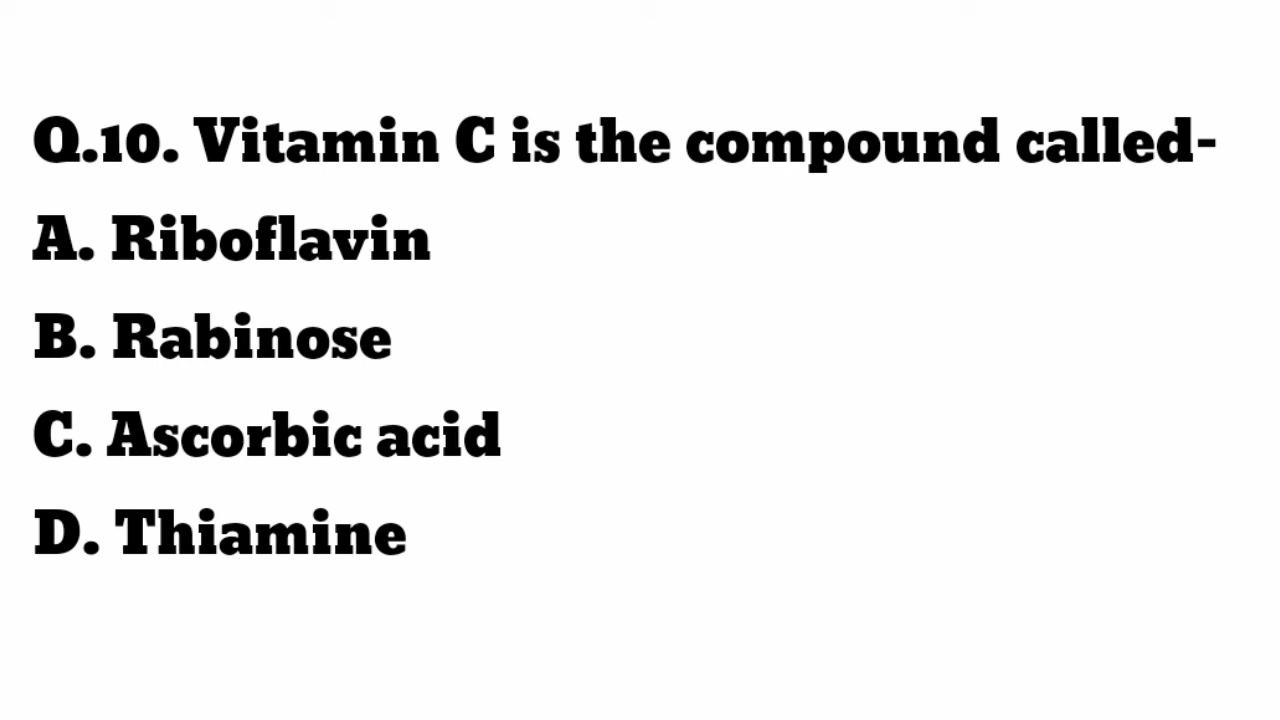 Q.10. Vitamin C is the compound called-
A. Riboflavin
B. Rabinose
C. Ascorbic acid
D. Thiamine